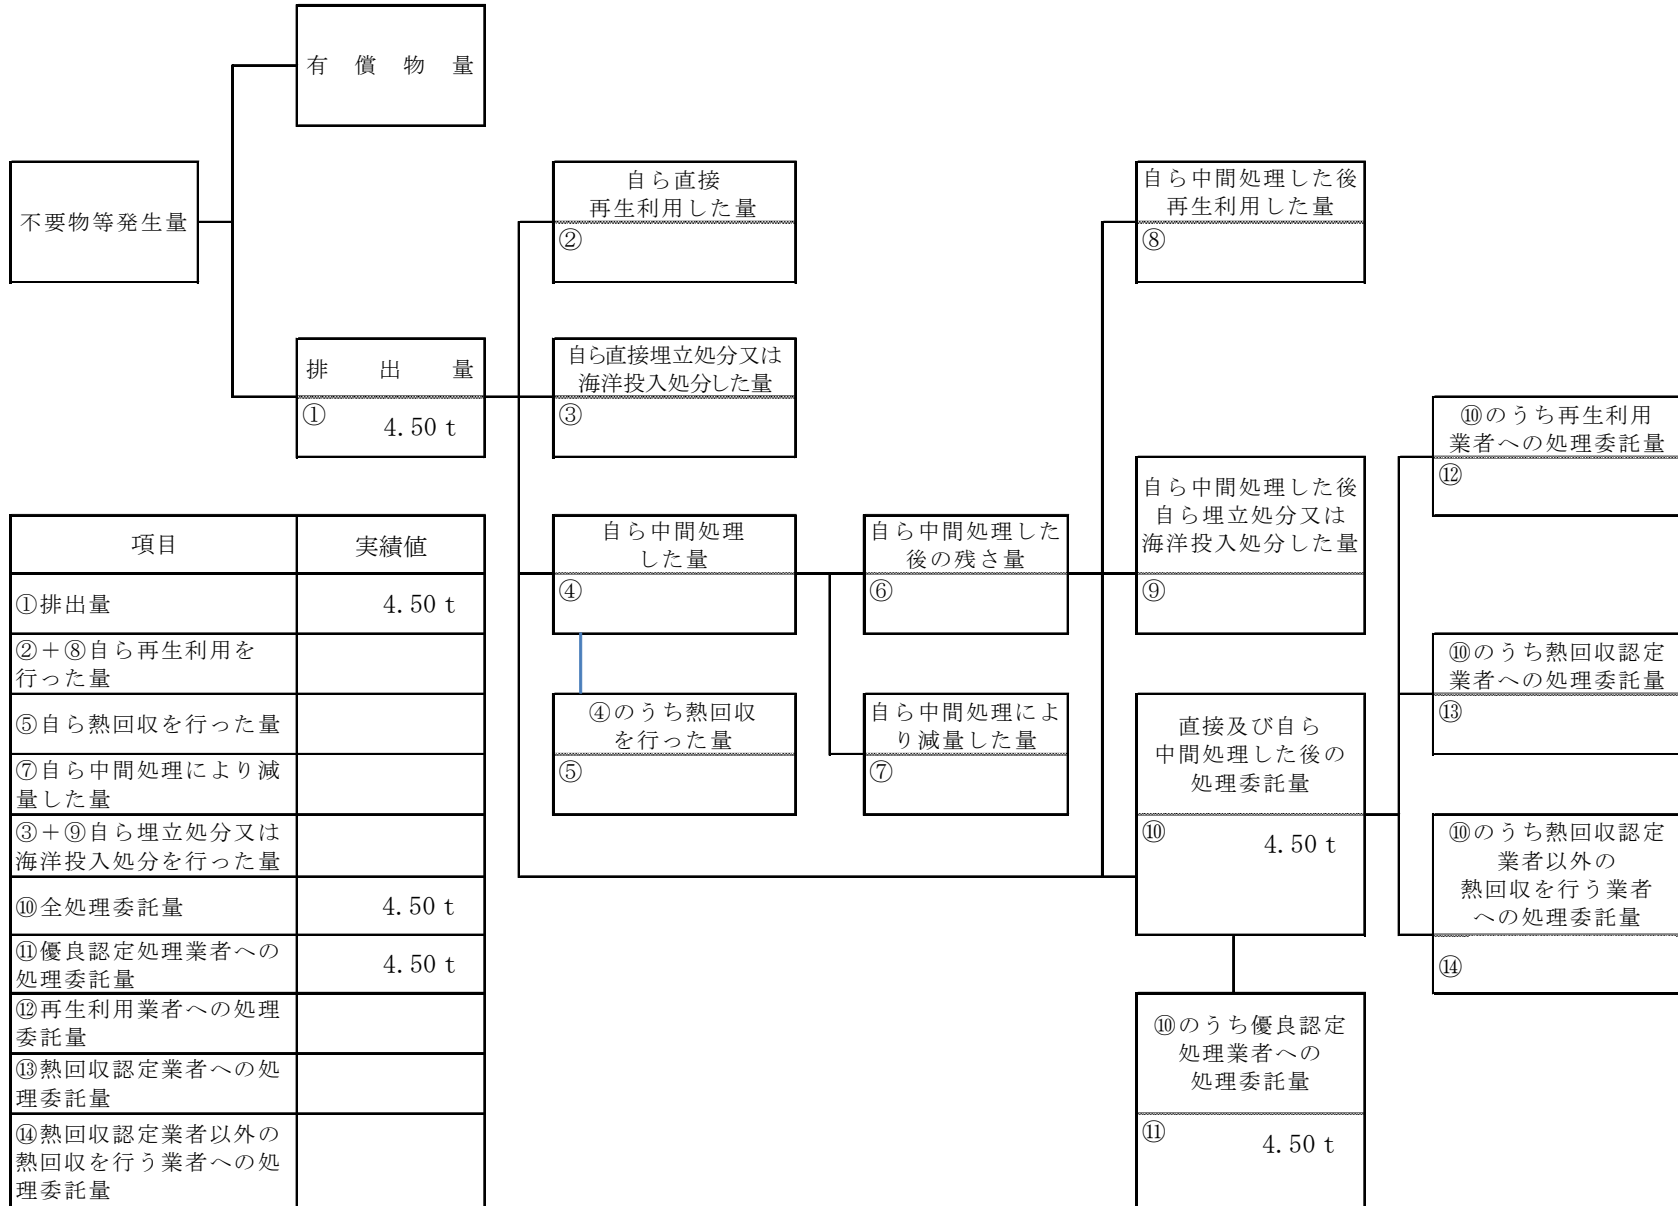 有償物量
不要物等発生量
自ら直接
再生利用した量
②
自ら中間処理した後
再生利用した量
⑧
排出量
① 4.50 t
自ら直接埋立処分又は
海洋投入処分した量
③
⑩のうち再生利用
業者への処理委託量
⑫
自ら中間処理
した量
④
自ら中間処理した
後の残さ量
⑥
自ら中間処理した後
自ら埋立処分又は
海洋投入処分した量
⑨
④のうち熱回収
を行った量
⑤
自ら中間処理によ
り減量した量
⑦
直接及び自ら
中間処理した後の
処理委託量
⑩ 4.50 t
⑩のうち熱回収認定
業者への処理委託量
⑬
⑩のうち熱回収認定
業者以外の
熱回収を行う業者
への処理委託量
⑭
⑩のうち優良認定
処理業者への
処理委託量
⑪ 4.50 t
項目 実績値
①排出量 4.50 t
②＋⑧自ら再生利用を
行った量
⑤自ら熱回収を行った量
⑦自ら中間処理により減
量した量
③＋⑨自ら埋立処分又は
海洋投入処分を行った量
⑩全処理委託量 4.50 t
⑪優良認定処理業者への
処理委託量 4.50 t
⑫再生利用業者への処理
委託量
⑬熱回収認定業者への処
理委託量
⑭熱回収認定業者以外の
熱回収を行う業者への処
理委託量